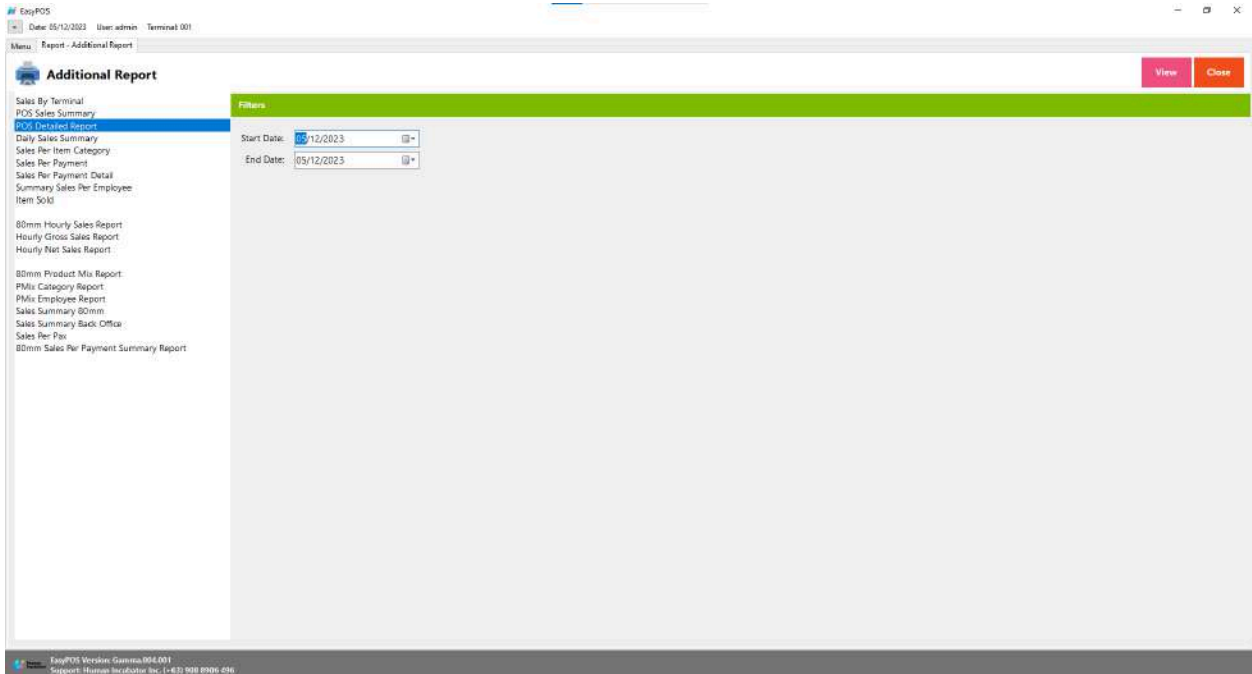 EasyPOS
Date: 05/12/2023 User: admin Terminal: 001
Menu Report - Additional Report
Additional Report
View Close
Sales By Terminal
POS Sales Summary
POS Detailed Report
Daily Sales Summary
Sales Per Item Category
Sales Per Payment
Sales Per Payment Detail
Summary Sales Per Employee
Item Sold
80mm Hourly Sales Report
Hourly Gross Sales Report
Hourly Net Sales Report
80mm Product Mix Report
PMix Category Report
PMix Employee Report
Sales Summary 80mm
Sales Summary Back Office
Sales Per Pax
80mm Sales Per Payment Summary Report
Filters
Start Date: 05/12/2023
End Date: 05/12/2023
EasyPOS Version: Gamma.004.001
Support: Human Incubator Inc. (+63) 908 8906 496